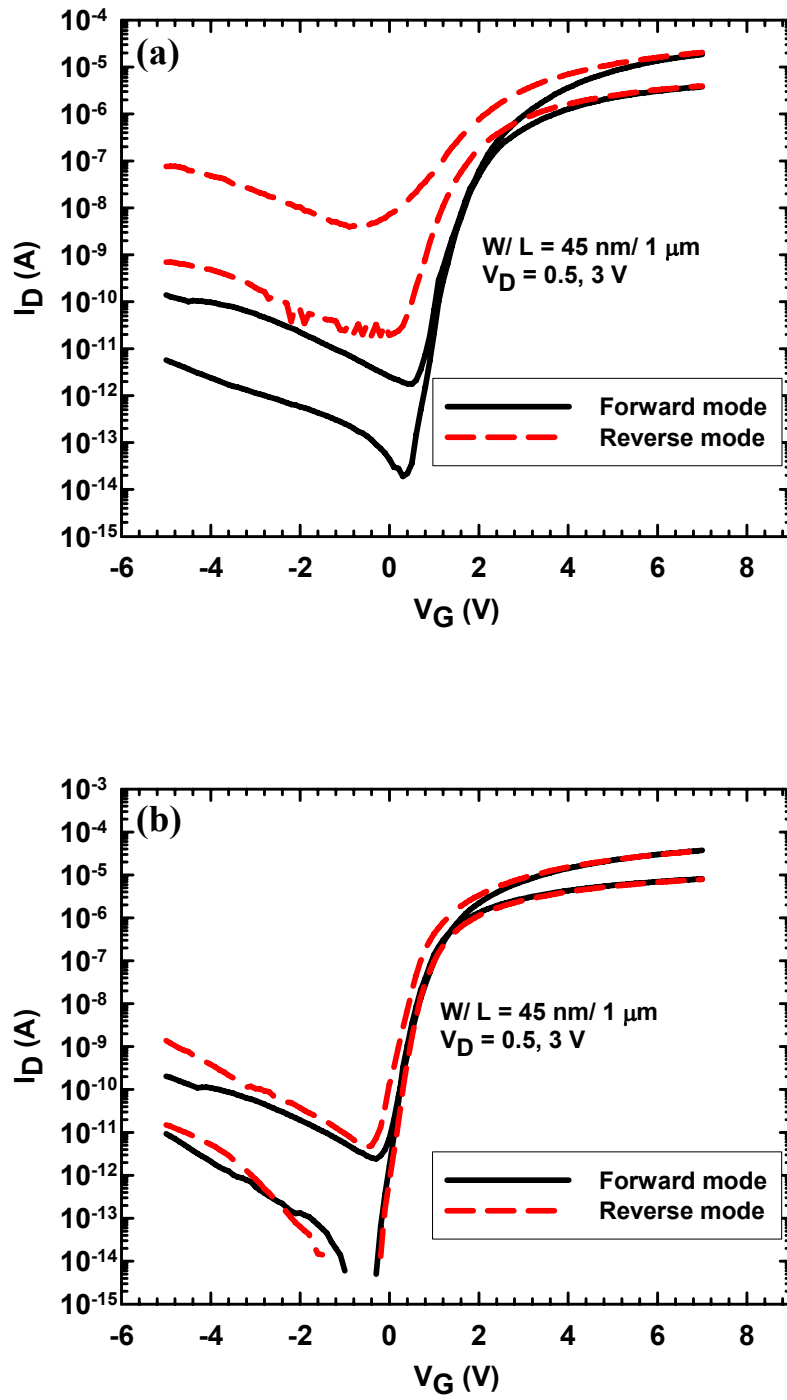 (a)
10⁻⁴
10⁻⁵
10⁻⁶
10⁻⁷
10⁻⁸
10⁻⁹
10⁻¹⁰
10⁻¹¹
10⁻¹²
10⁻¹³
10⁻¹⁴
10⁻¹⁵
I_D (A)
W/ L = 45 nm/ 1 μm
V_D = 0.5, 3 V
Forward mode
Reverse mode
-6 -4 -2 0 2 4 6 8
V_G (V)
(b)
10⁻³
10⁻⁴
10⁻⁵
10⁻⁶
10⁻⁷
10⁻⁸
10⁻⁹
10⁻¹⁰
10⁻¹¹
10⁻¹²
10⁻¹³
10⁻¹⁴
10⁻¹⁵
I_D (A)
W/ L = 45 nm/ 1 μm
V_D = 0.5, 3 V
Forward mode
Reverse mode
-6 -4 -2 0 2 4 6 8
V_G (V)